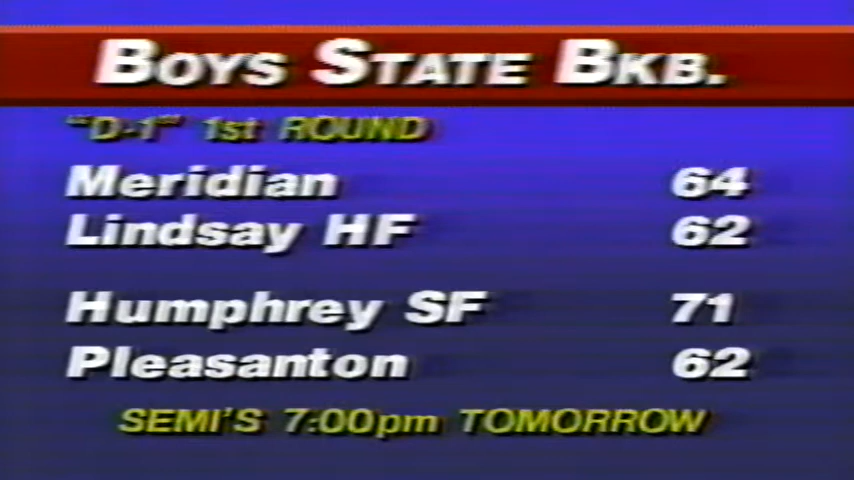 BOYS STATE BKB.
"D-1" 1st ROUND
Meridian 64
Lindsay HF 62
Humphrey SF 71
Pleasanton 62
SEMI'S 7:00pm TOMORROW